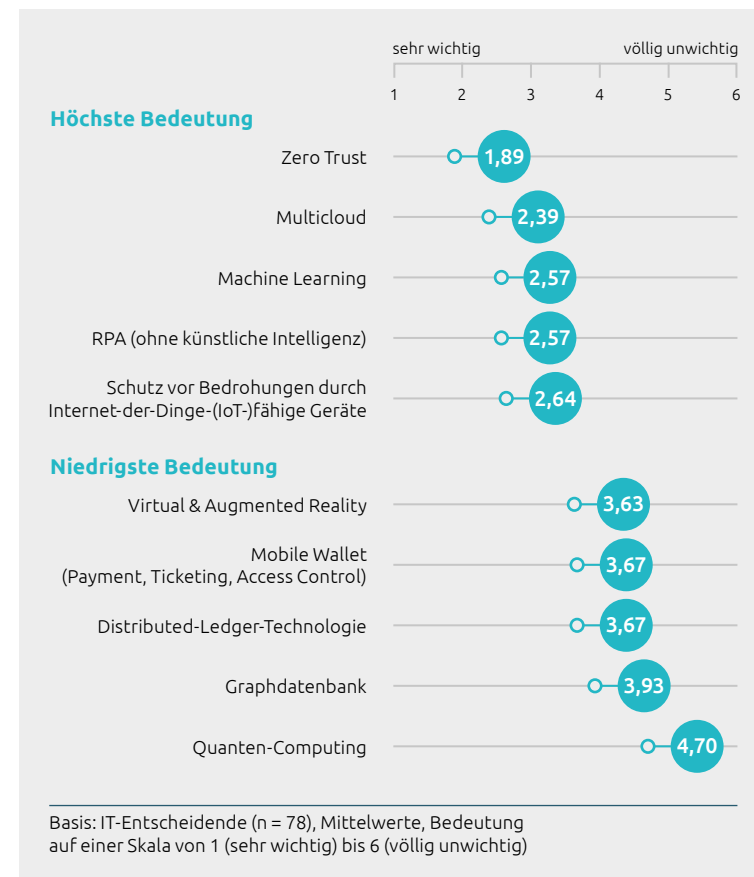 sehr wichtig völlig unwichtig
1 2 3 4 5 6
Höchste Bedeutung
Zero Trust 1,89
Multicloud 2,39
Machine Learning 2,57
RPA (ohne künstliche Intelligenz) 2,57
Schutz vor Bedrohungen durch
Internet-der-Dinge-(IoT-)fähige Geräte 2,64
Niedrigste Bedeutung
Virtual & Augmented Reality 3,63
Mobile Wallet
(Payment, Ticketing, Access Control) 3,67
Distributed-Ledger-Technologie 3,67
Graphdatenbank 3,93
Quanten-Computing 4,70
Basis: IT-Entscheidende (n = 78), Mittelwerte, Bedeutung
auf einer Skala von 1 (sehr wichtig) bis 6 (völlig unwichtig)